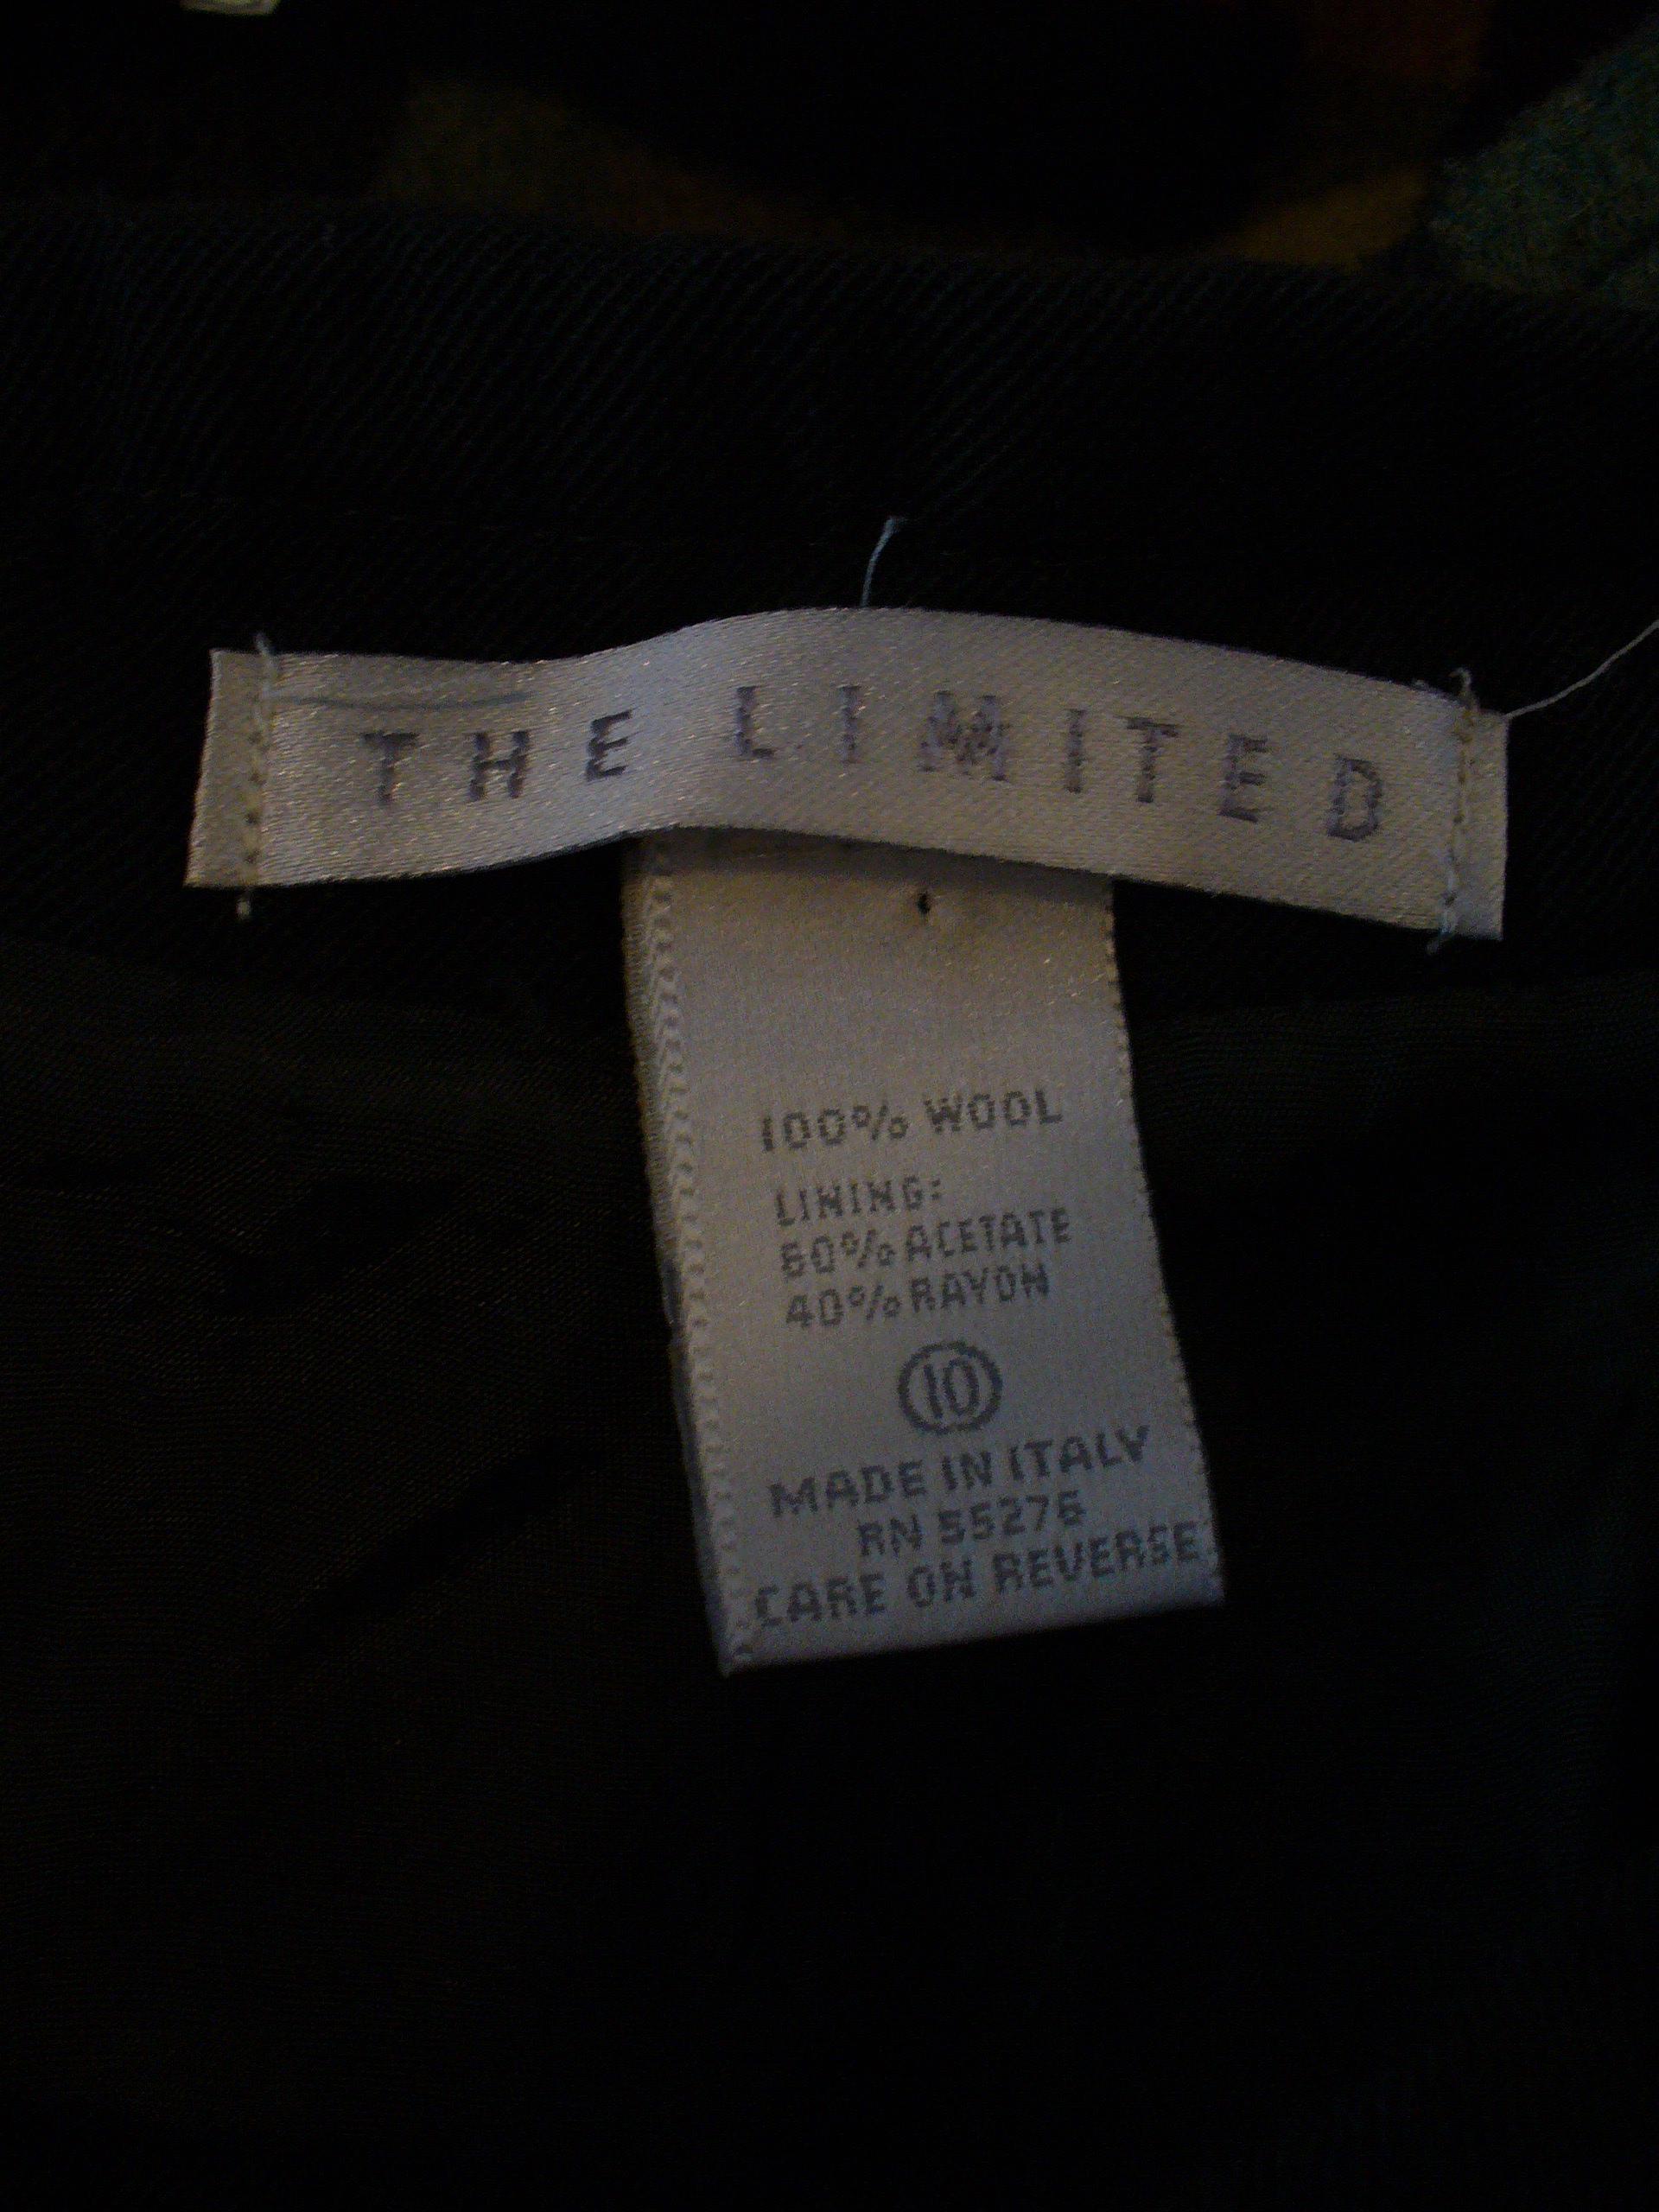 THE LIMITED
100% WOOL
LINING:
60% ACETATE
40% RAYON
10
MADE IN ITALY
RN 55276
CARE ON REVERSE